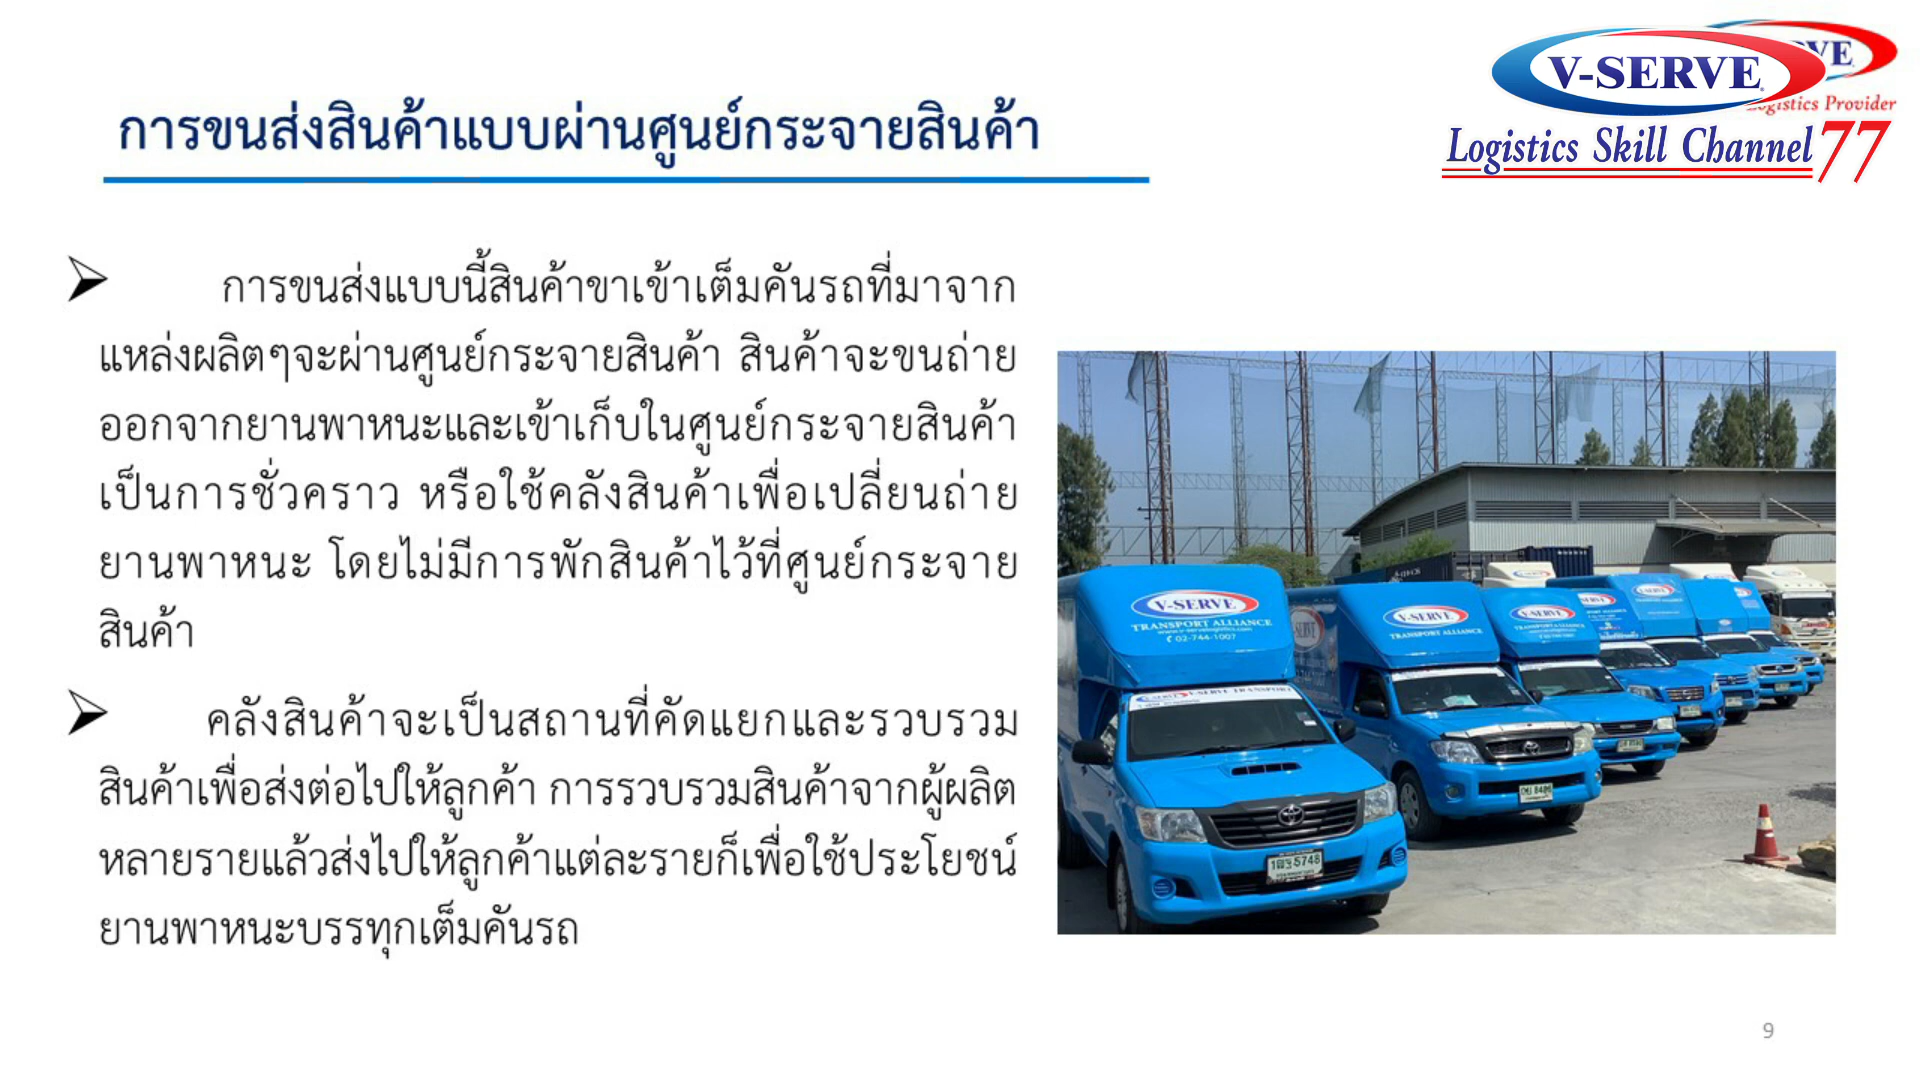 V-SERVE
VE
Logistics Provider
Logistics Skill Channel 77
การขนส่งสินค้าแบบผ่านศูนย์กระจายสินค้า
การขนส่งแบบนี้สินค้าขาเข้าเต็มคันรถที่มาจาก
แหล่งผลิตๆจะผ่านศูนย์กระจายสินค้า สินค้าจะขนถ่าย
ออกจากยานพาหนะและเข้าเก็บในศูนย์กระจายสินค้า
เป็นการชั่วคราว หรือใช้คลังสินค้าเพื่อเปลี่ยนถ่าย
ยานพาหนะ โดยไม่มีการพักสินค้าไว้ที่ศูนย์กระจาย
สินค้า
คลังสินค้าจะเป็นสถานที่คัดแยกและรวบรวม
สินค้าเพื่อส่งต่อไปให้ลูกค้า การรวบรวมสินค้าจากผู้ผลิต
หลายรายแล้วส่งไปให้ลูกค้าแต่ละรายก็เพื่อใช้ประโยชน์
ยานพาหนะบรรทุกเต็มคันรถ
V-SERVE
TRANSPORT ALLIANCE
www.v-servelogistics.com
02-744-1007
V-SERVE TRANSPORT
5748
V-SERVE
TRANSPORT ALLIANCE
V-SERVE
9